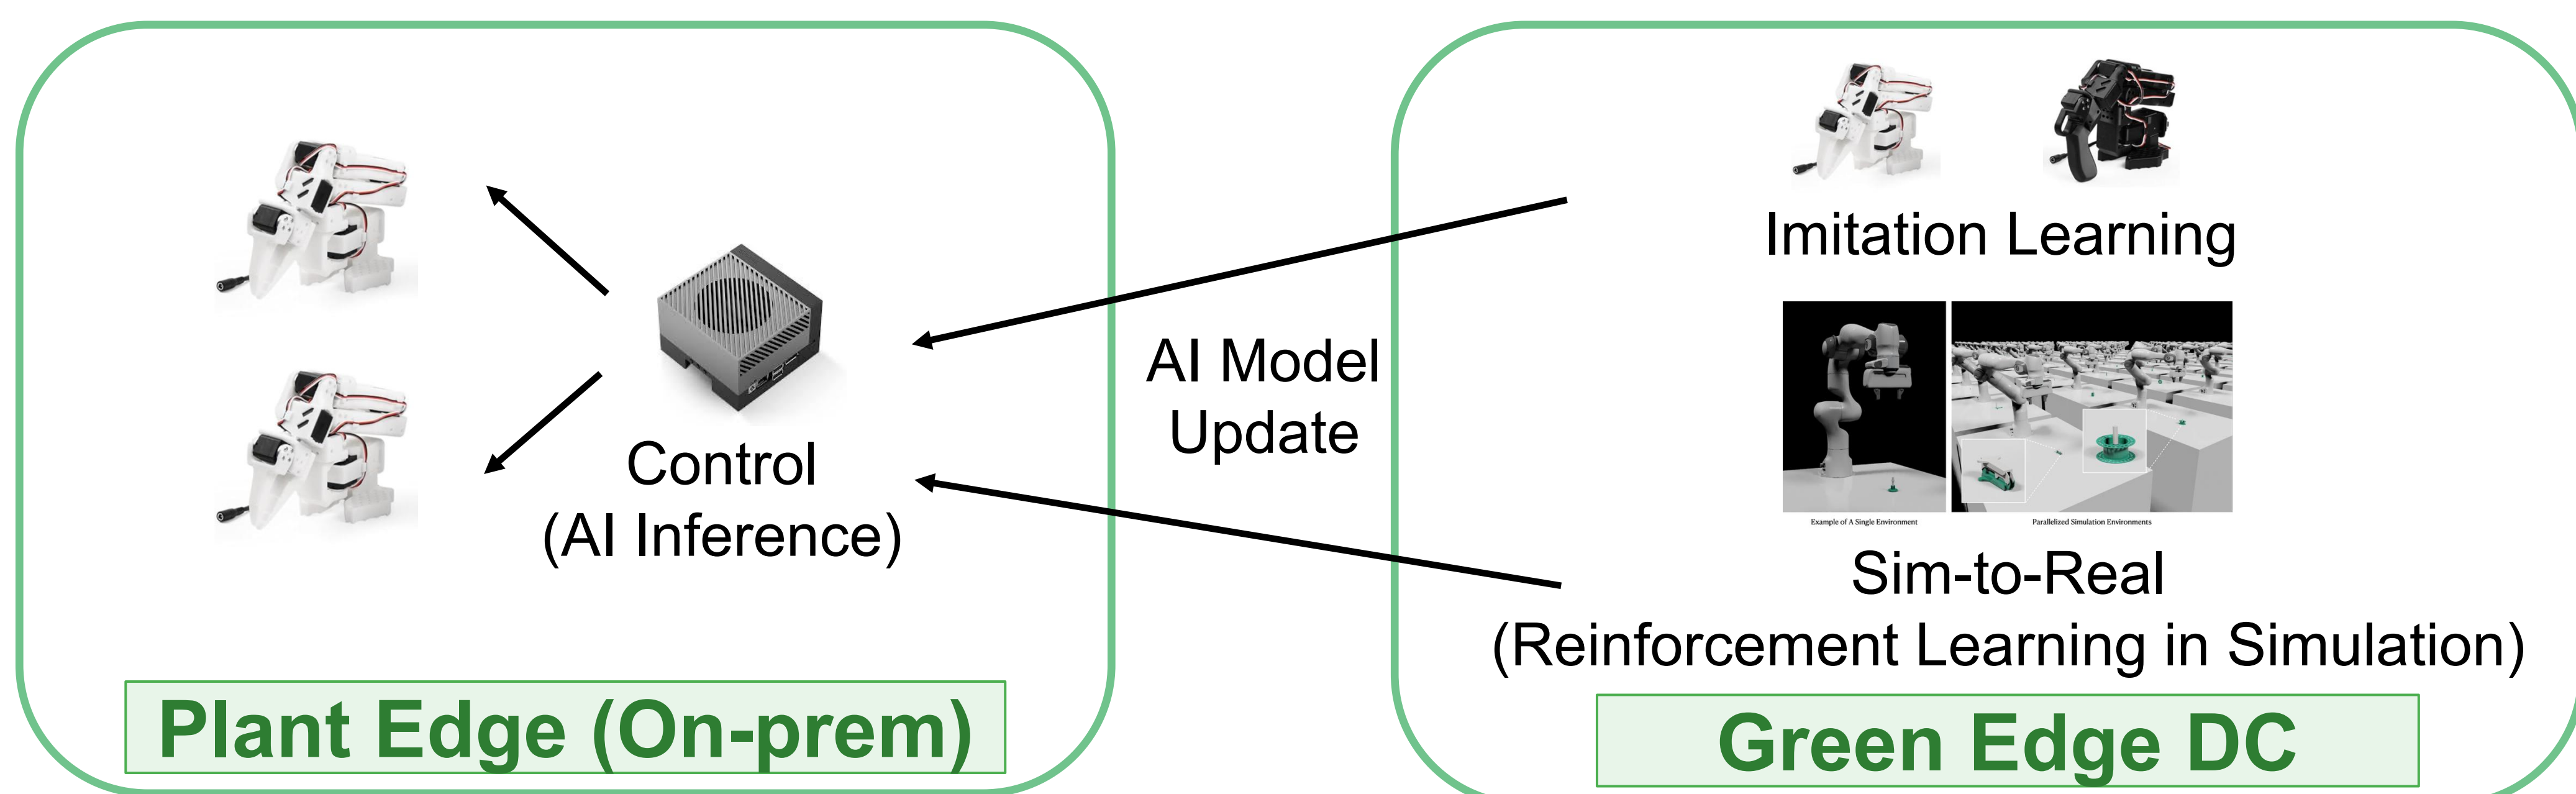 Control
(AI Inference)
Plant Edge (On-prem)
AI Model
Update
Imitation Learning
Example of A Single Environment
Parallelized Simulation Environments
Sim-to-Real
(Reinforcement Learning in Simulation)
Green Edge DC